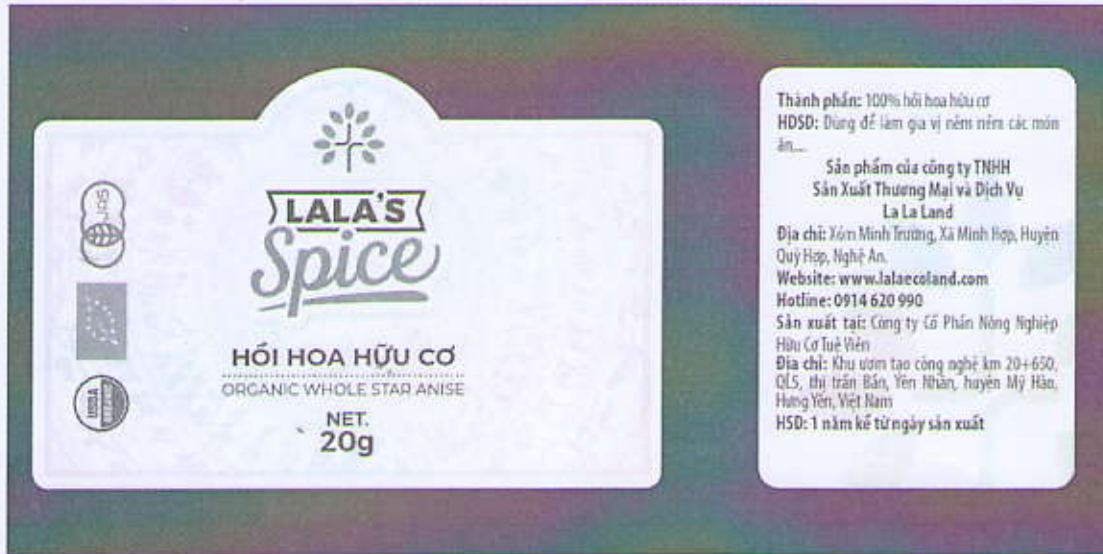 JAS
USDA
LALA'S
Spice
HỒI HOA HỮU CƠ
ORGANIC WHOLE STAR ANISE
NET.
20g
Thành phần: 100% hồi hoa hữu cơ
HDSD: Dùng để làm gia vị nêm nếm các món
ăn....
Sản phẩm của công ty TNHH
Sản Xuất Thương Mại và Dịch Vụ
La La Land
Địa chỉ: Xóm Minh Trường, Xã Minh Hợp, Huyện
Quỳ Hợp, Nghệ An.
Website: www.lalaecoland.com
Hotline: 0914 620 990
Sản xuất tại: Công ty Cổ Phần Nông Nghiệp
Hữu Cơ Tuệ Viên
Địa chỉ: Khu ươm tạo công nghệ km 20+650,
QL5, thị trấn Bần, Yên Nhân, huyện Mỹ Hào,
Hưng Yên, Việt Nam
HSD: 1 năm kể từ ngày sản xuất